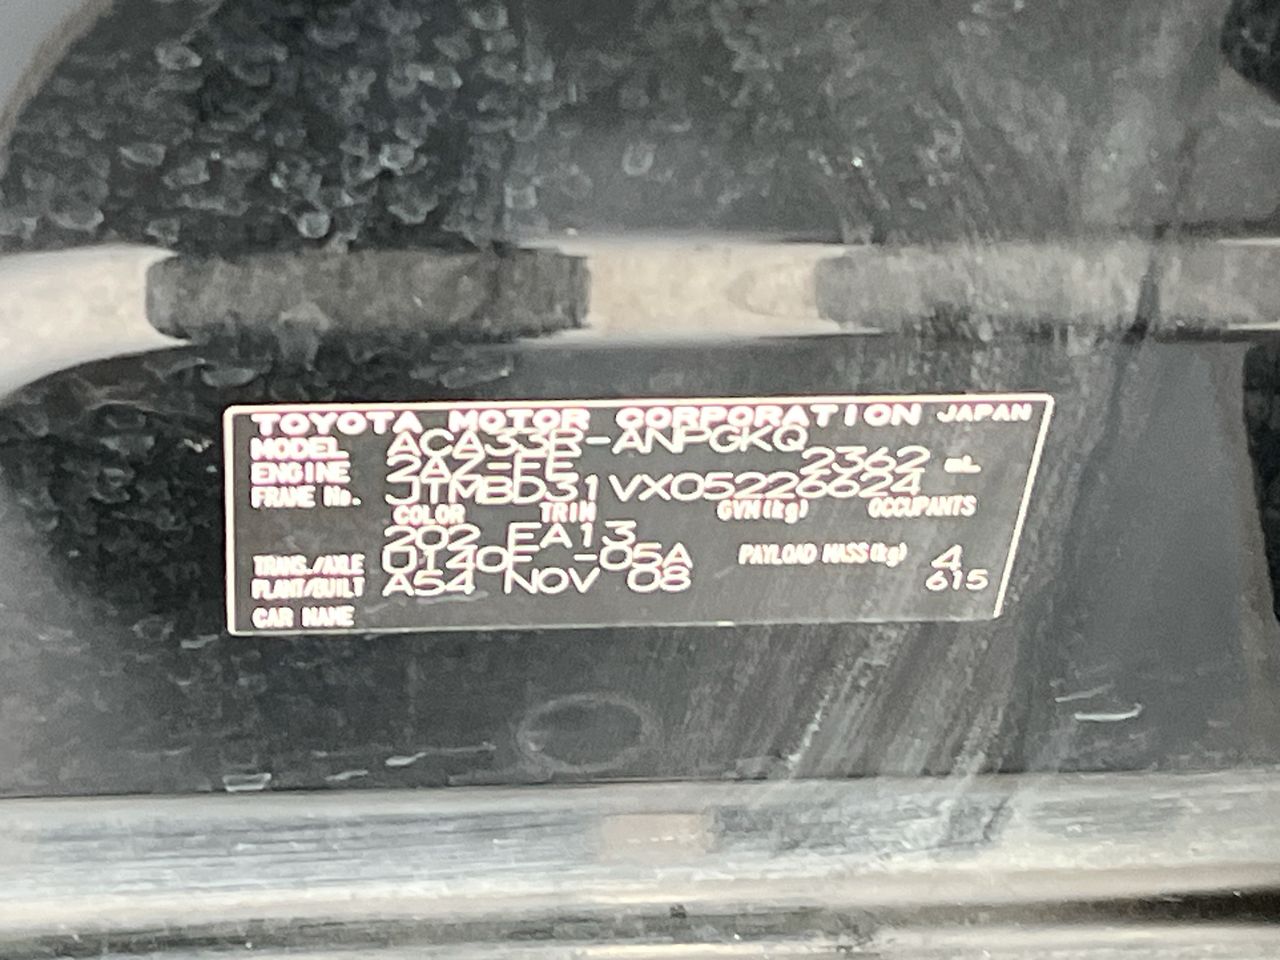 TOYOTA MOTOR CORPORATION JAPAN
MODEL ACA33R-ANPGKQ
ENGINE 2AZ-FE 2362 mL
FRAME No. JTMBD31VX05226624
COLOR TRIM GVM(kg) OCCUPANTS
202 EA13
TRANS./AXLE U140F -05A PAYLOAD MASS(kg) 4
PLANT/BUILT A54 NOV 08 615
CAR NAME